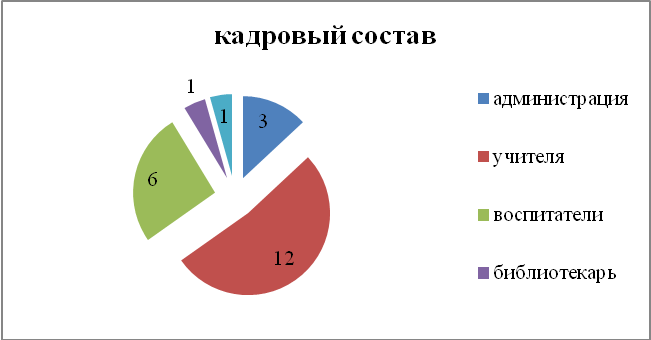 кадровый состав
1
1
3
6
12
администрация
учителя
воспитатели
библиотекарь